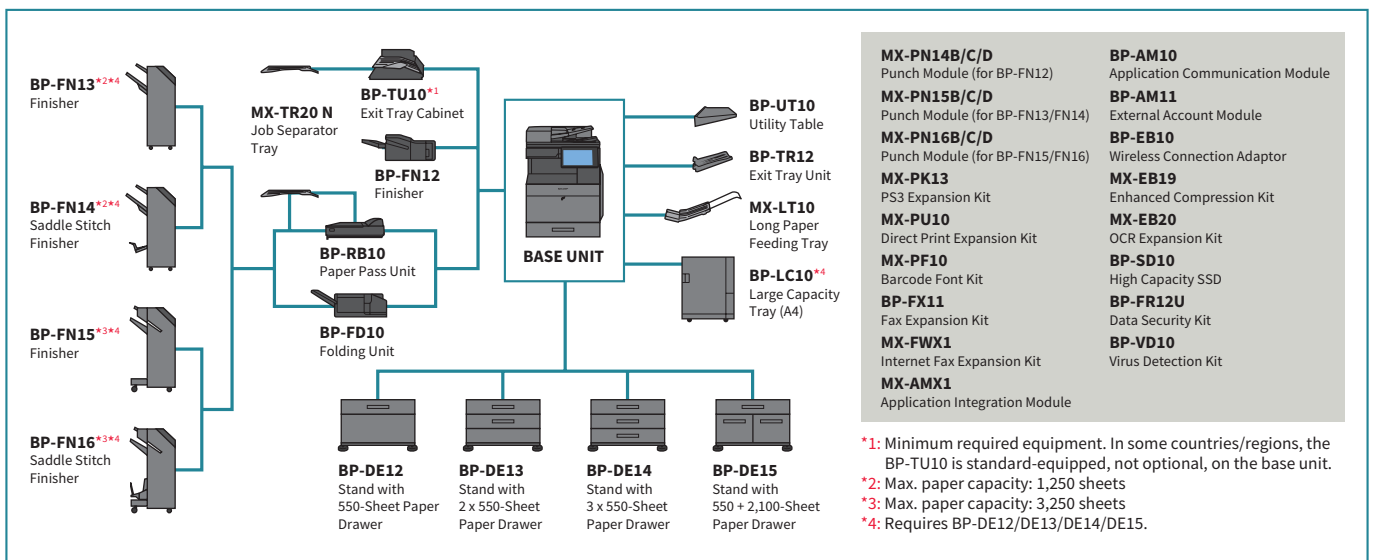 BP-FN13*2*4
Finisher
BP-FN14*2*4
Saddle Stitch
Finisher
BP-FN15*3*4
Finisher
BP-FN16*3*4
Saddle Stitch
Finisher
MX-TR20 N
Job Separator
Tray
BP-TU10*1
Exit Tray Cabinet
BP-FN12
Finisher
BP-RB10
Paper Pass Unit
BP-FD10
Folding Unit
BASE UNIT
BP-UT10
Utility Table
BP-TR12
Exit Tray Unit
MX-LT10
Long Paper
Feeding Tray
BP-LC10*4
Large Capacity
Tray (A4)
BP-DE12
Stand with
550-Sheet Paper
Drawer
BP-DE13
Stand with
2 x 550-Sheet
Paper Drawer
BP-DE14
Stand with
3 x 550-Sheet
Paper Drawer
BP-DE15
Stand with
550 + 2,100-Sheet
Paper Drawer
MX-PN14B/C/D
Punch Module (for BP-FN12)
MX-PN15B/C/D
Punch Module (for BP-FN13/FN14)
MX-PN16B/C/D
Punch Module (for BP-FN15/FN16)
MX-PK13
PS3 Expansion Kit
MX-PU10
Direct Print Expansion Kit
MX-PF10
Barcode Font Kit
BP-FX11
Fax Expansion Kit
MX-FWX1
Internet Fax Expansion Kit
MX-AMX1
Application Integration Module
BP-AM10
Application Communication Module
BP-AM11
External Account Module
BP-EB10
Wireless Connection Adaptor
MX-EB19
Enhanced Compression Kit
MX-EB20
OCR Expansion Kit
BP-SD10
High Capacity SSD
BP-FR12U
Data Security Kit
BP-VD10
Virus Detection Kit
*1: Minimum required equipment. In some countries/regions, the
BP-TU10 is standard-equipped, not optional, on the base unit.
*2: Max. paper capacity: 1,250 sheets
*3: Max. paper capacity: 3,250 sheets
*4: Requires BP-DE12/DE13/DE14/DE15.